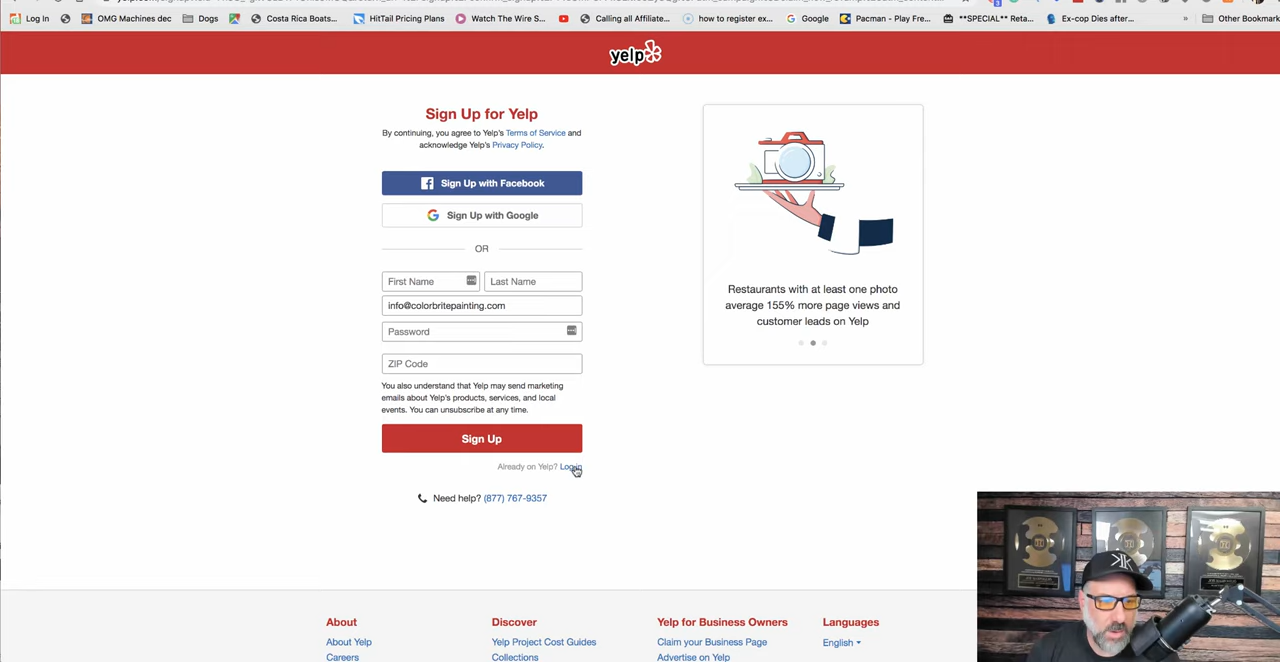 Log In
OMG Machines dec
Dogs
Costa Rica Boats...
HitTail Pricing Plans
Watch The Wire S...
Calling all Affiliate...
how to register ex...
Google
Pacman - Play Fre...
**SPECIAL** Reta...
Ex-cop Dies after...
»
Other Bookmark
yelp
Sign Up for Yelp
By continuing, you agree to Yelp's Terms of Service and
acknowledge Yelp's Privacy Policy.
Sign Up with Facebook
Sign Up with Google
OR
First Name
Last Name
info@colorbritepainting.com
Password
ZIP Code
You also understand that Yelp may send marketing
emails about Yelp's products, services, and local
events. You can unsubscribe at any time.
Sign Up
Already on Yelp? Log in
Need help? (877) 767-9357
Restaurants with at least one photo
average 155% more page views and
customer leads on Yelp
About
About Yelp
Careers
Discover
Yelp Project Cost Guides
Collections
Yelp for Business Owners
Claim your Business Page
Advertise on Yelp
Languages
English